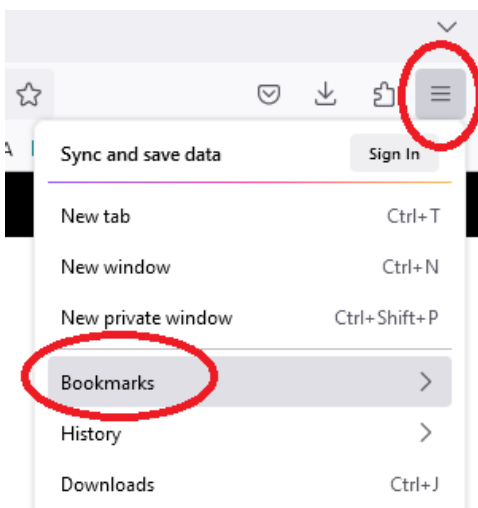 A
Sync and save data Sign In
New tab Ctrl+T
New window Ctrl+N
New private window Ctrl+Shift+P
Bookmarks
History
Downloads Ctrl+J